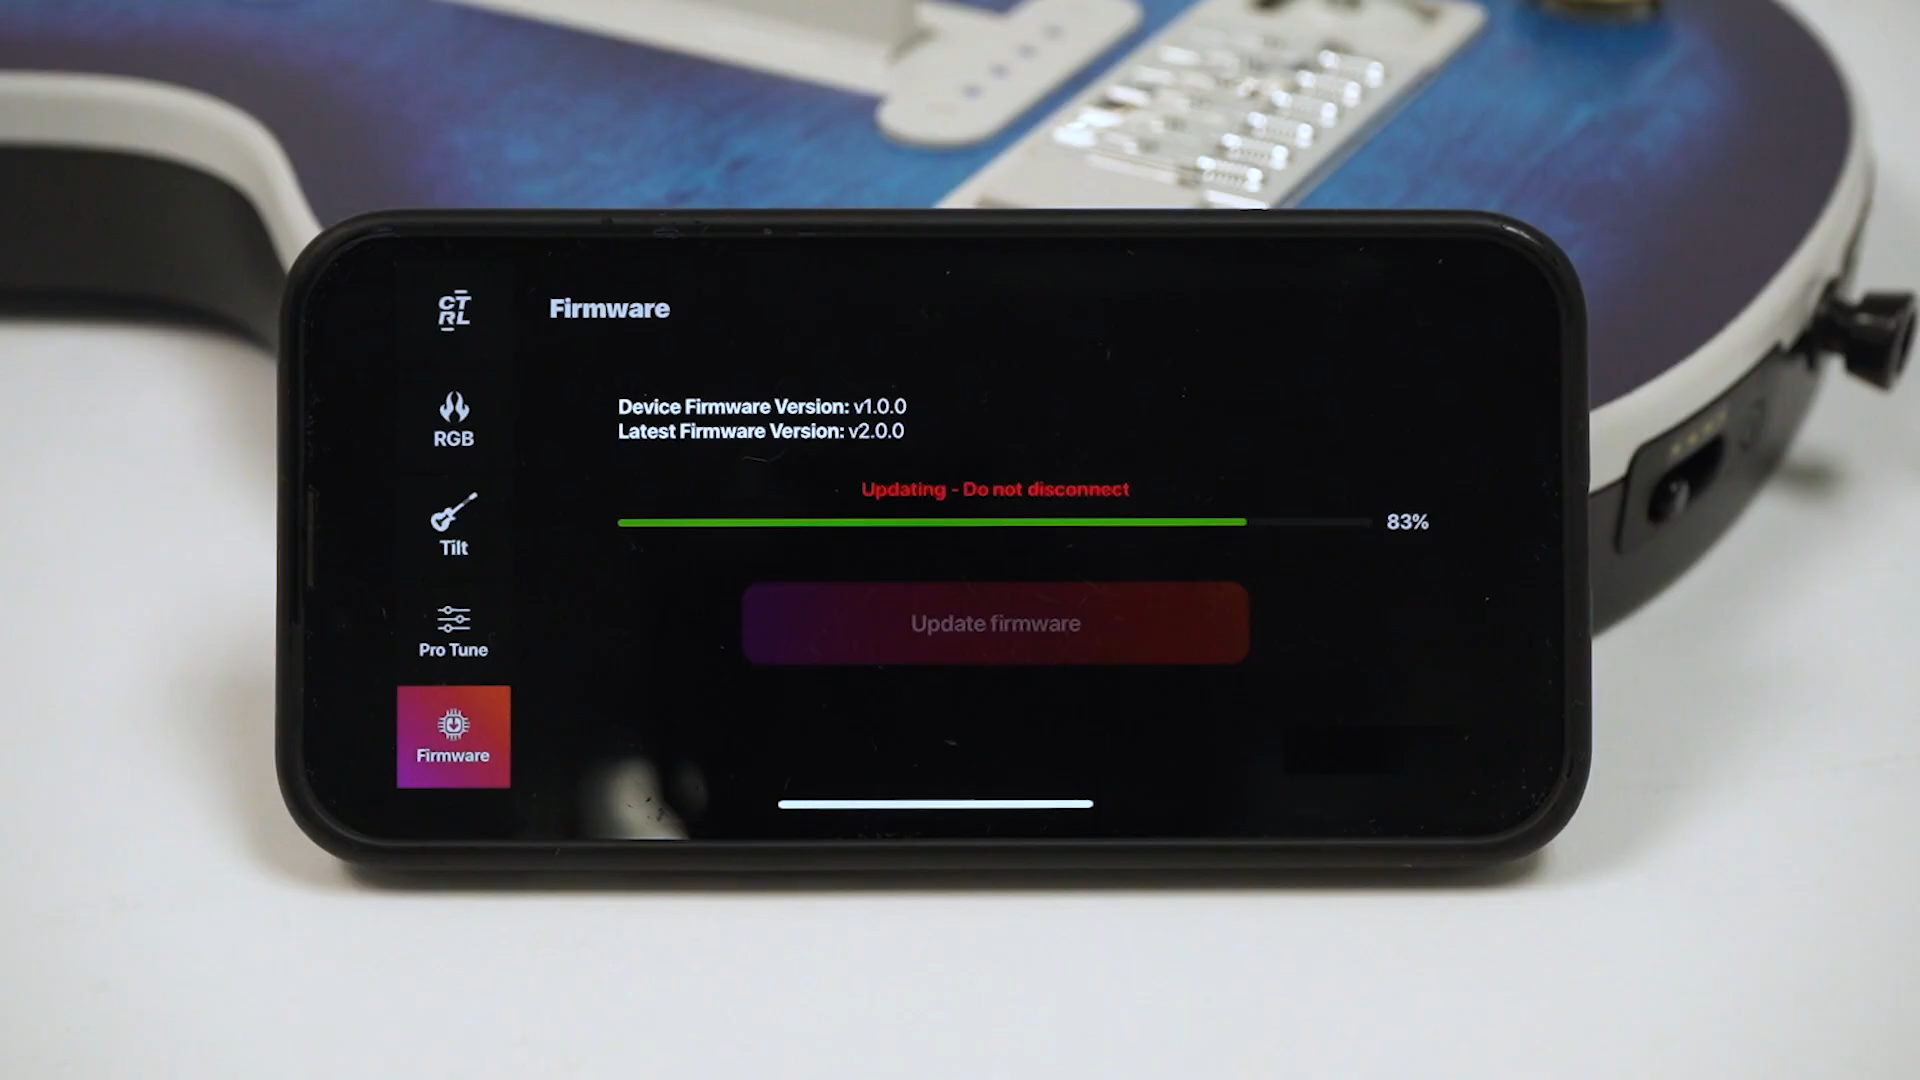 CT
RL
Firmware
RGB
Tilt
Pro Tune
Firmware
Device Firmware Version: v1.0.0
Latest Firmware Version: v2.0.0
Updating - Do not disconnect
83%
Update firmware